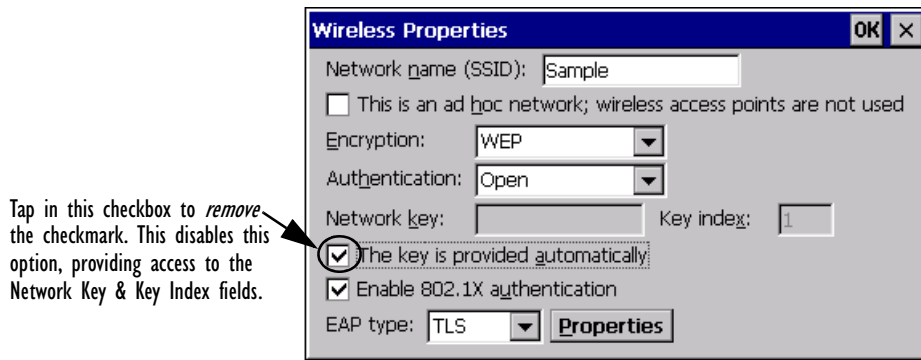 Wireless Properties
OK ×
Network name (SSID): Sample
This is an ad hoc network; wireless access points are not used
Encryption: WEP
Authentication: Open
Network key: Key index: 1
The key is provided automatically
Enable 802.1X authentication
EAP type: TLS Properties
Tap in this checkbox to remove
the checkmark. This disables this
option, providing access to the
Network Key & Key Index fields.